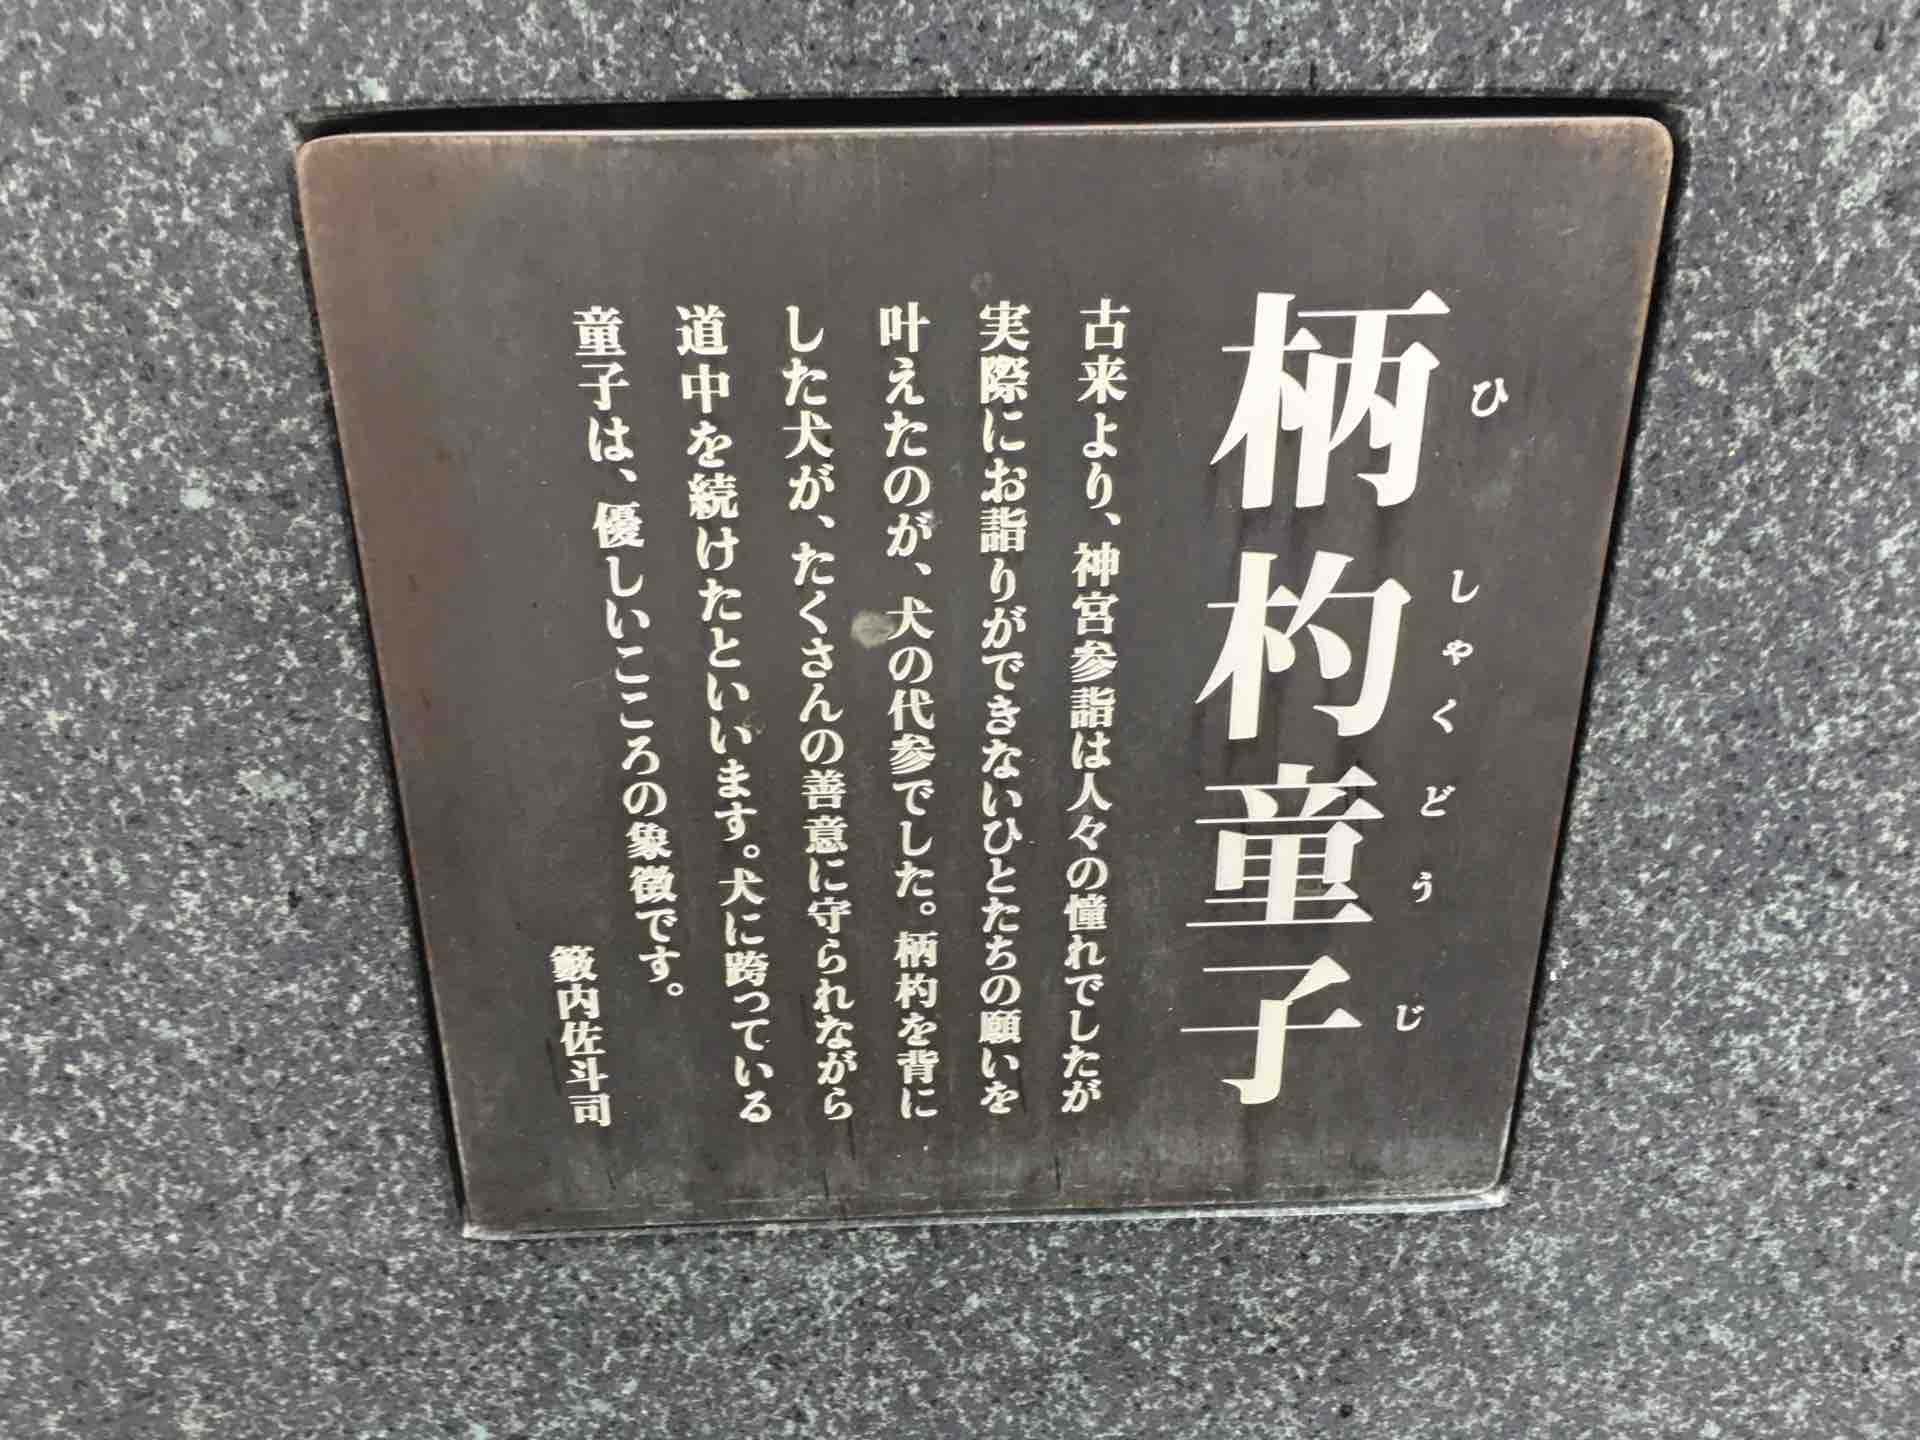 柄杓童子
ひしゃくどうじ
古来より、神宮参詣は人々の憧れでしたが
実際にお詣りができないひとたちの願いを
叶えたのが、犬の代参でした。柄杓を背に
した犬が、たくさんの善意に守られながら
道中を続けたといいます。犬に跨っている
童子は、優しいこころの象徴です。
籔内佐斗司